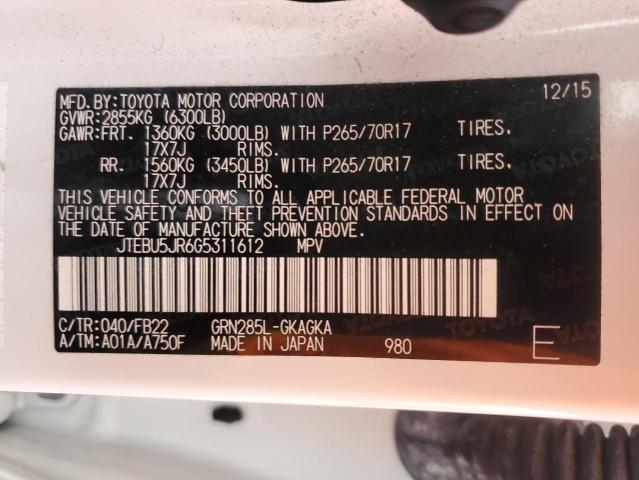 MFD.BY:TOYOTA MOTOR CORPORATION 12/15
GVWR:2855KG (6300LB)
GAWR:FRT. 1360KG (3000LB) WITH P265/70R17 TIRES.
17X7J RIMS.
RR. 1560KG (3450LB) WITH P265/70R17 TIRES.
17X7J RIMS.
THIS VEHICLE CONFORMS TO ALL APPLICABLE FEDERAL MOTOR
VEHICLE SAFETY AND THEFT PREVENTION STANDARDS IN EFFECT ON
THE DATE OF MANUFACTURE SHOWN ABOVE.
JTEBU5JR6G5311612 MPV
C/TR:040/FB22 GRN285L-GKAGKA
A/TM:A01A/A750F MADE IN JAPAN 980 E